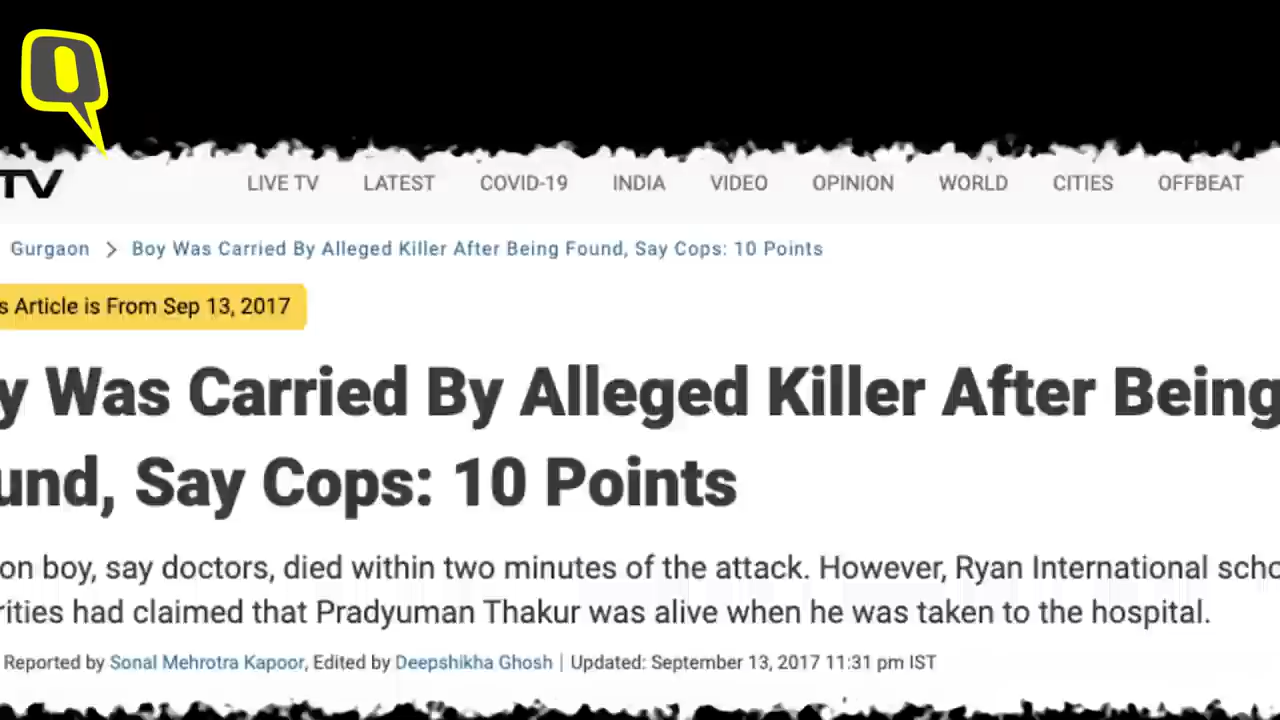 TV
LIVE TV LATEST COVID-19 INDIA VIDEO OPINION WORLD CITIES OFFBEAT
Gurgaon > Boy Was Carried By Alleged Killer After Being Found, Say Cops: 10 Points
s Article is From Sep 13, 2017
y Was Carried By Alleged Killer After Being
und, Say Cops: 10 Points
on boy, say doctors, died within two minutes of the attack. However, Ryan International scho
rities had claimed that Pradyuman Thakur was alive when he was taken to the hospital.
Reported by Sonal Mehrotra Kapoor, Edited by Deepshikha Ghosh | Updated: September 13, 2017 11:31 pm IST